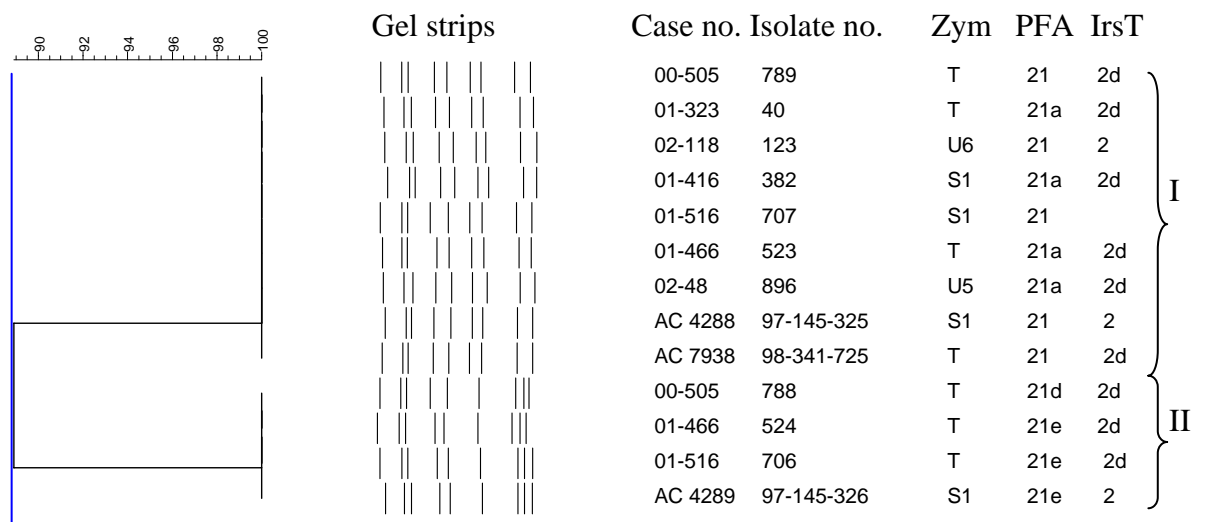 90 92 94 96 98 100
Gel strips Case no. Isolate no. Zym PFA IrsT
00-505 789 T 21 2d
01-323 40 T 21a 2d
02-118 123 U6 21 2
01-416 382 S1 21a 2d
I
01-516 707 S1 21
01-466 523 T 21a 2d
02-48 896 U5 21a 2d
AC 4288 97-145-325 S1 21 2
AC 7938 98-341-725 T 21 2d
00-505 788 T 21d 2d
01-466 524 T 21e 2d II
01-516 706 T 21e 2d
AC 4289 97-145-326 S1 21e 2